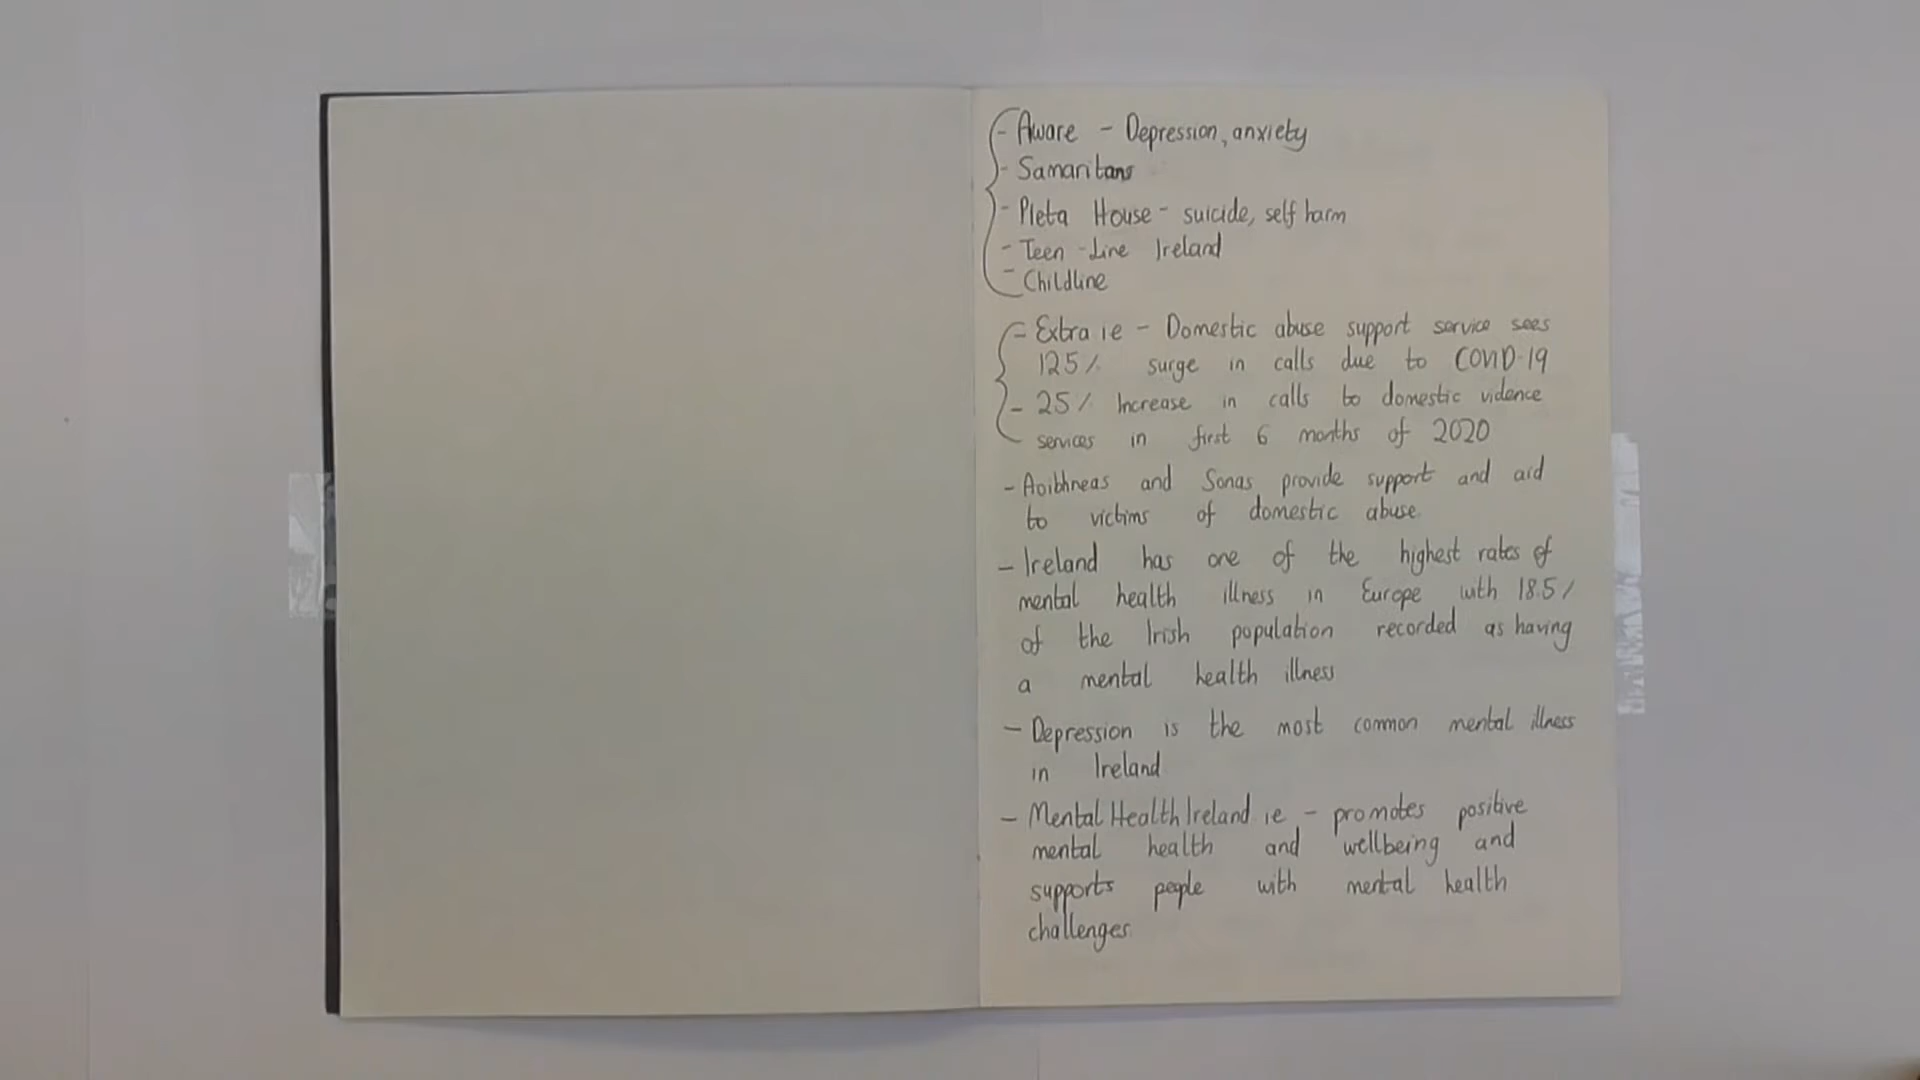 - Aware - Depression, anxiety
- Samaritans
- Pieta House - suicide, self harm
- Teen-Line Ireland
- Childline
- Extra ie - Domestic abuse support service sees
125% surge in calls due to COVID-19
- 25% Increase in calls to domestic violence
services in first 6 months of 2020
- Aoibhneas and Sonas provide support and aid
to victims of domestic abuse.
- Ireland has one of the highest rates of
mental health illness in Europe with 18.5%
of the Irish population recorded as having
a mental health illness
- Depression is the most common mental illness
in Ireland
- Mental Health Ireland ie - promotes positive
mental health and wellbeing and
supports people with mental health
challenges.